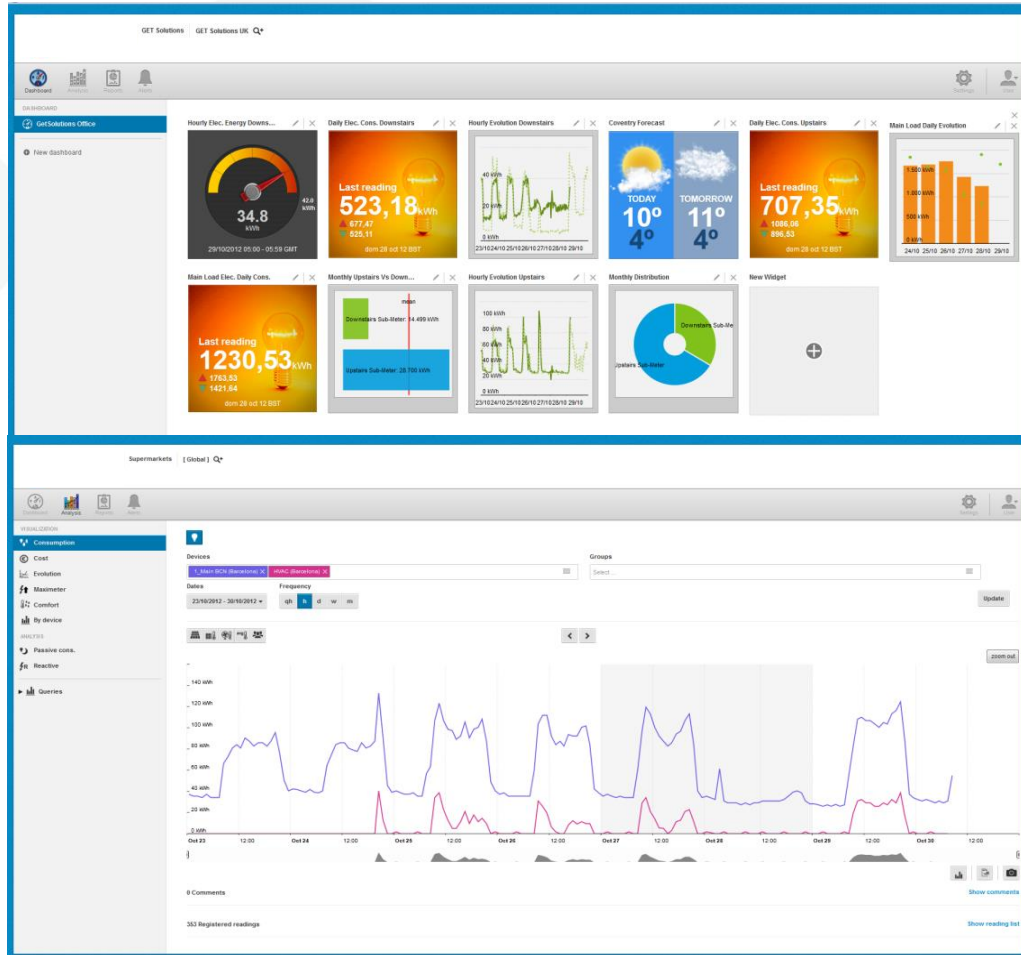 GET Solutions GET Solutions UK
Dashboard Analysis Reports Alerts Settings User
DASHBOARD
GetSolutions Office
New dashboard
Hourly Elec. Energy Downs...
34.8
kWh
42.0
kWh
29/10/2012 05:00 - 05:59 GMT
Daily Elec. Cons. Downstairs
Last reading
523,18kWh
677,47
525,11
dom 28 oct 12 BST
Hourly Evolution Downstairs
40 kWh
20 kWh
0 kWh
23/10 24/10 25/10 26/10 27/10 28/10 29/10
Coventry Forecast
TODAY
10º
4º
TOMORROW
11º
4º
Daily Elec. Cons. Upstairs
Last reading
707,35kWh
1086,06
896,53
dom 28 oct 12 BST
Main Load Daily Evolution
1.500 kWh
1.000 kWh
500 kWh
0 kWh
24/10 25/10 26/10 27/10 28/10 29/10
Main Load Elec. Daily Cons.
Last reading
1230,53kWh
1763,53
1421,64
dom 28 oct 12 BST
Monthly Upstairs Vs Down...
mean
Downstairs Sub-Meter: 14.499 kWh
Upstairs Sub-Meter: 28.700 kWh
Hourly Evolution Upstairs
100 kWh
80 kWh
60 kWh
40 kWh
20 kWh
0 kWh
23/10 24/10 25/10 26/10 27/10 28/10 29/10
Monthly Distribution
Downstairs Sub-Me
Upstairs Sub-Meter
New Widget
Supermarkets [ Global ]
Dashboard Analysis Reports Alerts Settings User
VISUALIZATION
Consumption
Cost
Evolution
Maximeter
Comfort
By device
ANALYSIS
Passive cons.
Reactive
Queries
Devices
1_Main BCN (Barcelona) X HVAC (Barcelona) X
Groups
Select ...
Dates
23/10/2012 - 30/10/2012
Frequency
qh h d w m
Update
zoom out
140 kWh
120 kWh
100 kWh
80 kWh
60 kWh
40 kWh
20 kWh
0 kWh
Oct 23 12:00 Oct 24 12:00 Oct 25 12:00 Oct 26 12:00 Oct 27 12:00 Oct 28 12:00 Oct 29 12:00 Oct 30 12:00
0 Comments
Show comments
353 Registered readings
Show reading list